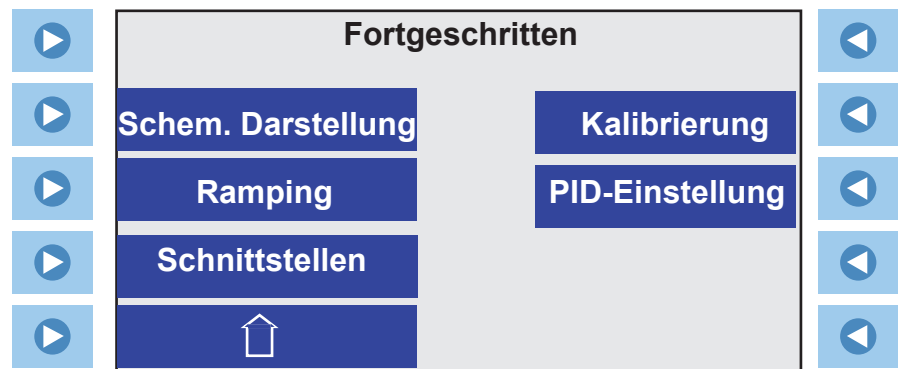 Fortgeschritten
Schem. Darstellung
Kalibrierung
Ramping
PID-Einstellung
Schnittstellen